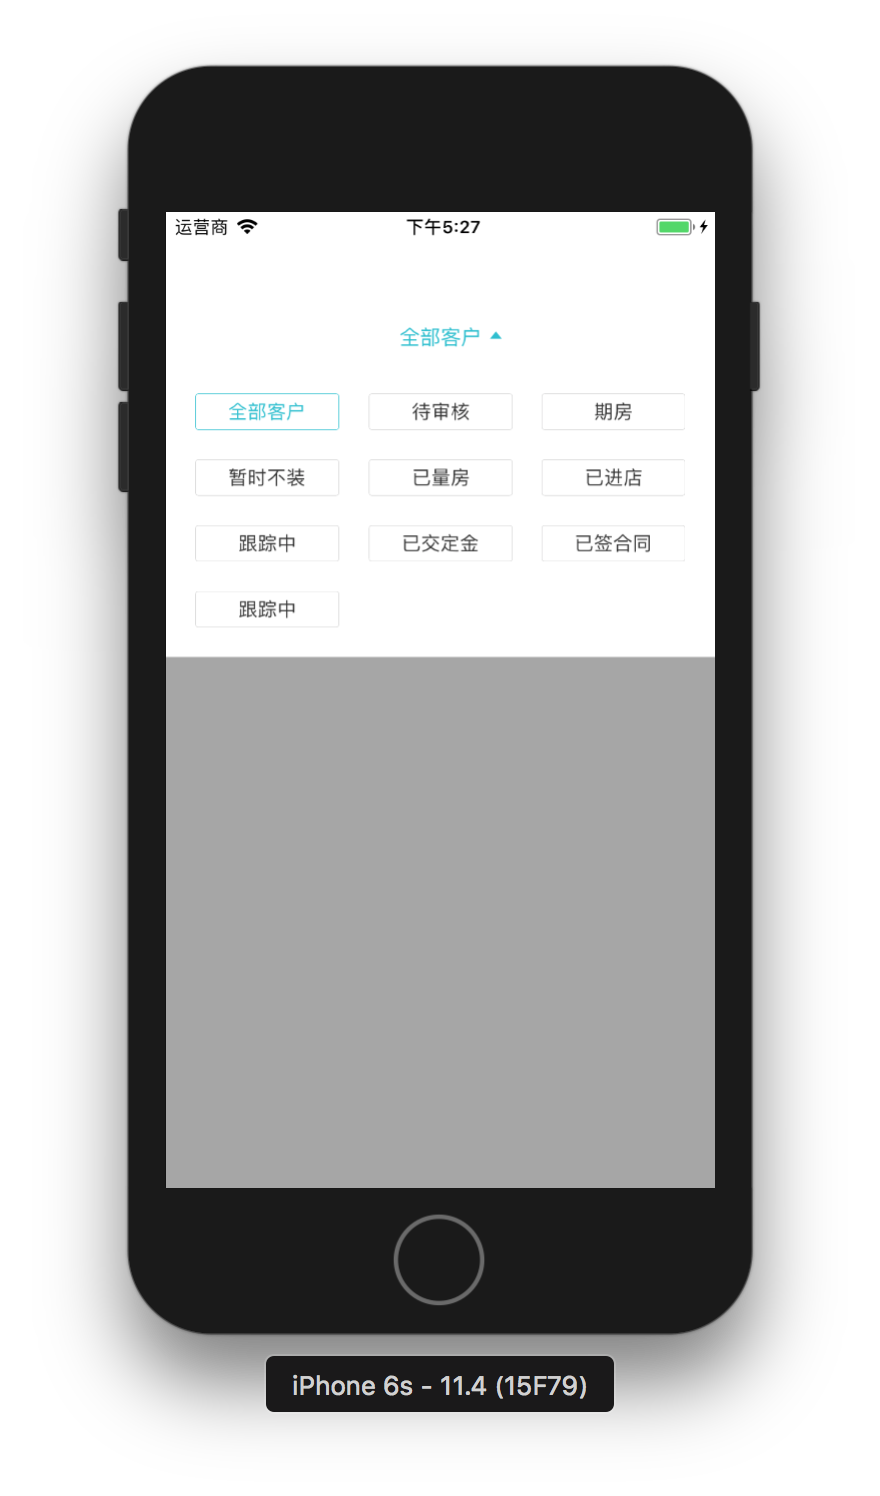 运营商 下午5:27
全部客户
全部客户 待审核 期房
暂时不装 已量房 已进店
跟踪中 已交定金 已签合同
跟踪中
iPhone 6s - 11.4 (15F79)